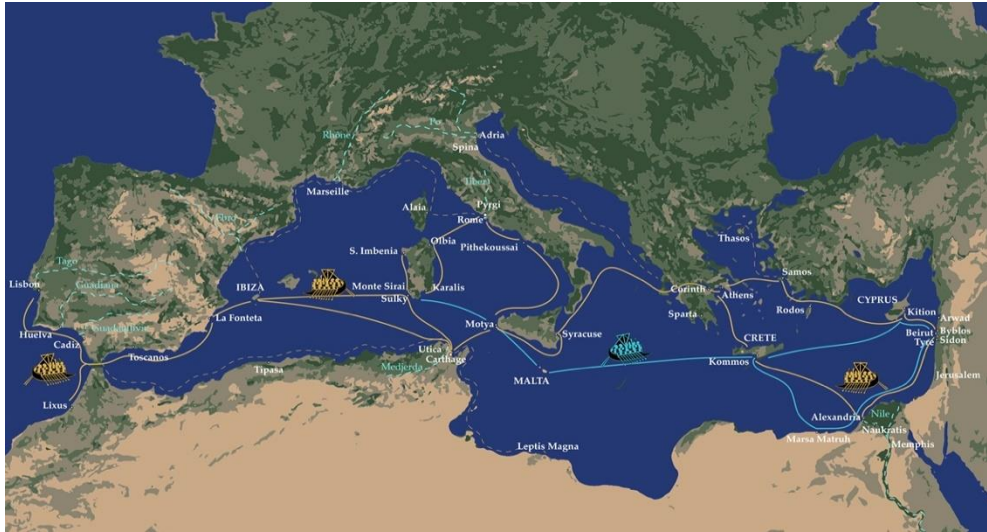 Rhône
Po
Adria
Spina
Marseille
Tiber
Alaia
Pyrgi
Rome
Ebro
Thasos
S. Imbenia
Olbia
Pithekoussai
Tago
Lisbon
Guadiana
IBIZA
Monte Sirai
Karalis
Sulky
Corinth
Samos
Athens
CYPRUS
Sparta
Rodos
Kition
Arwad
Huelva
Guadalquivir
La Fonteta
Motya
Syracuse
CRETE
Beirut
Byblos
Tyre
Sidon
Cadiz
Toscanos
Utica
Carthage
Kommos
Tipasa
Medjerda
MALTA
Jerusalem
Lixus
Alexandria
Nile
Naukratis
Marsa Matruh
Memphis
Leptis Magna